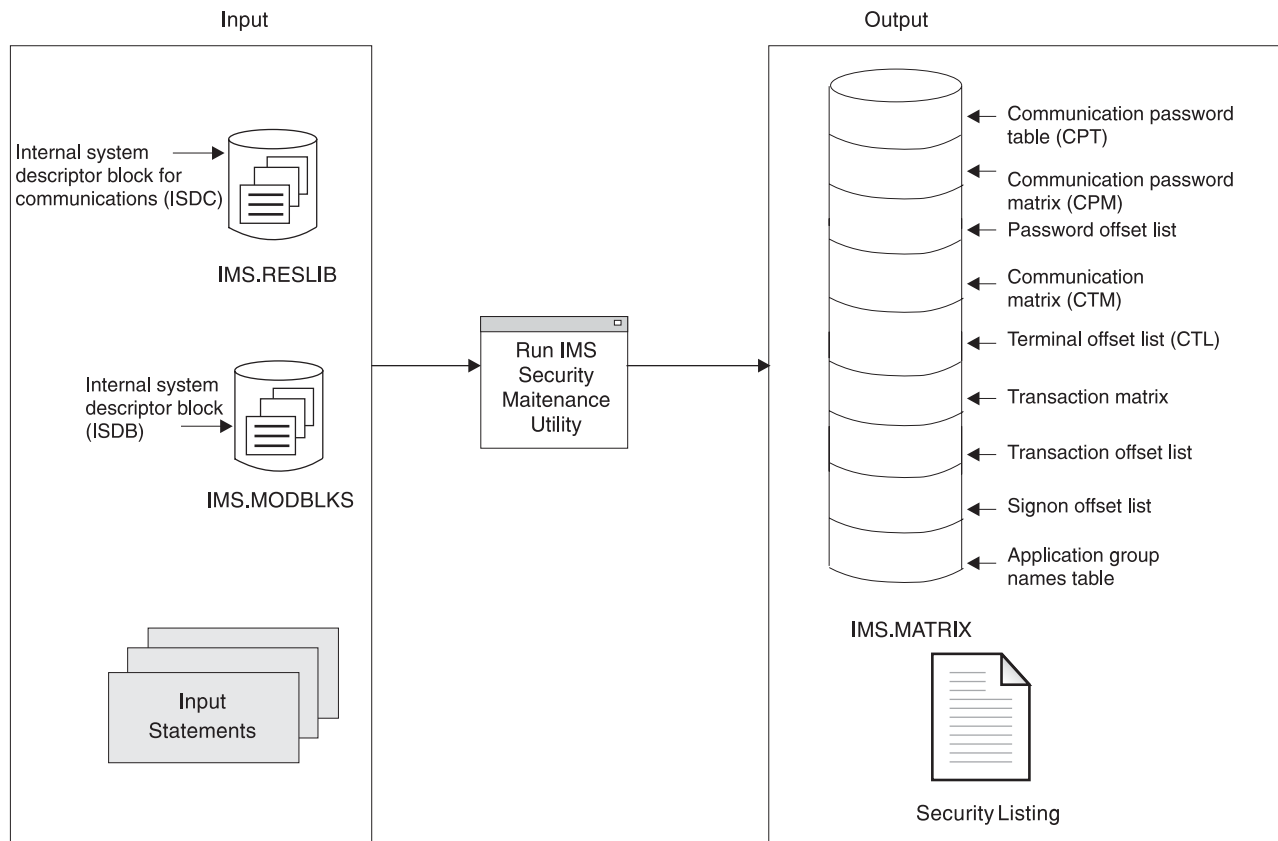 Input
Internal system
descriptor block for
communications (ISDC)
IMS.RESLIB
Internal system
descriptor block
(ISDB)
IMS.MODBLKS
Input
Statements
Run IMS
Security
Maitenance
Utility
Output
Communication password
table (CPT)
Communication password
matrix (CPM)
Password offset list
Communication
matrix (CTM)
Terminal offset list (CTL)
Transaction matrix
Transaction offset list
Signon offset list
Application group
names table
IMS.MATRIX
Security Listing